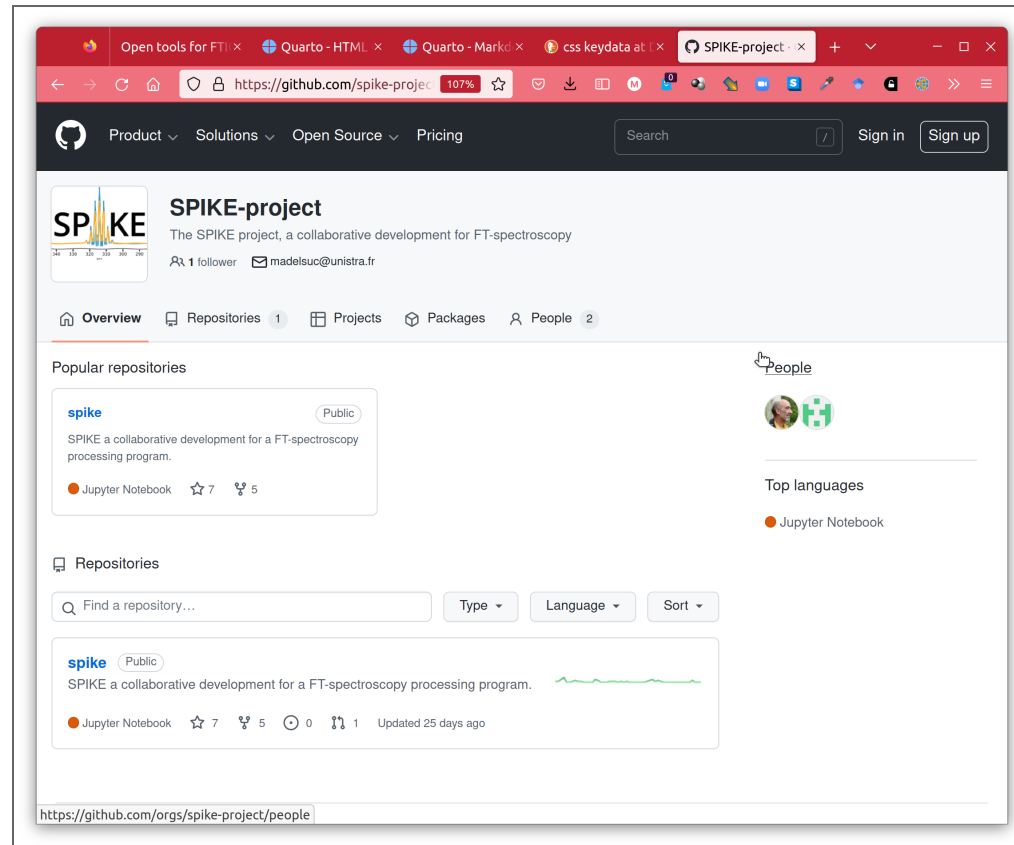 Open tools for FTI
Quarto - HTML
Quarto - Markd
css keydata at
SPIKE-project
https://github.com/spike-projec 107%
Product Solutions Open Source Pricing Search / Sign in Sign up
SPIKE
SPIKE-project
The SPIKE project, a collaborative development for FT-spectroscopy
1 follower madelsuc@unistra.fr
Overview Repositories 1 Projects Packages People 2
Popular repositories
People
spike Public
SPIKE a collaborative development for a FT-spectroscopy
processing program.
Jupyter Notebook 7 5
Top languages
Jupyter Notebook
Repositories
Find a repository… Type Language Sort
spike Public
SPIKE a collaborative development for a FT-spectroscopy processing program.
Jupyter Notebook 7 5 0 1 Updated 25 days ago
https://github.com/orgs/spike-project/people